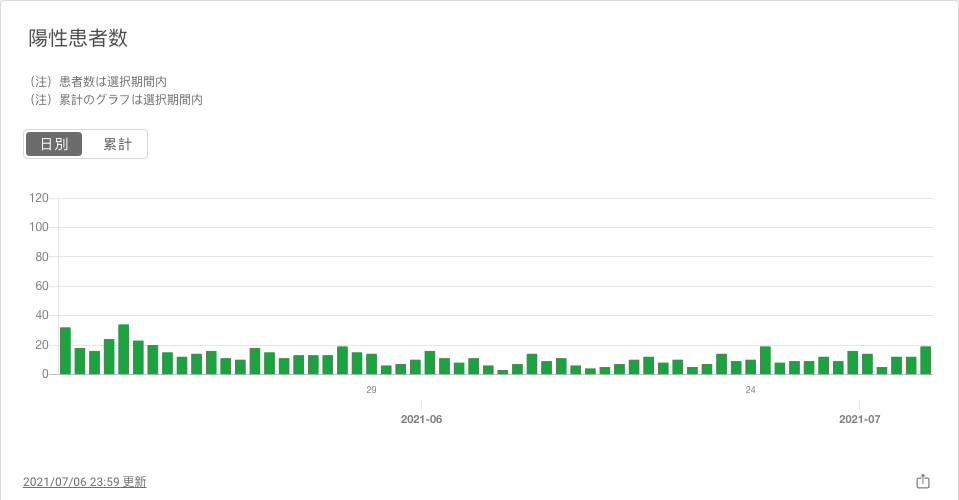 陽性患者数
（注）患者数は選択期間内
（注）累計のグラフは選択期間内
日別 累計
120
100
80
60
40
20
0
29 24
2021-06 2021-07
2021/07/06 23:59 更新